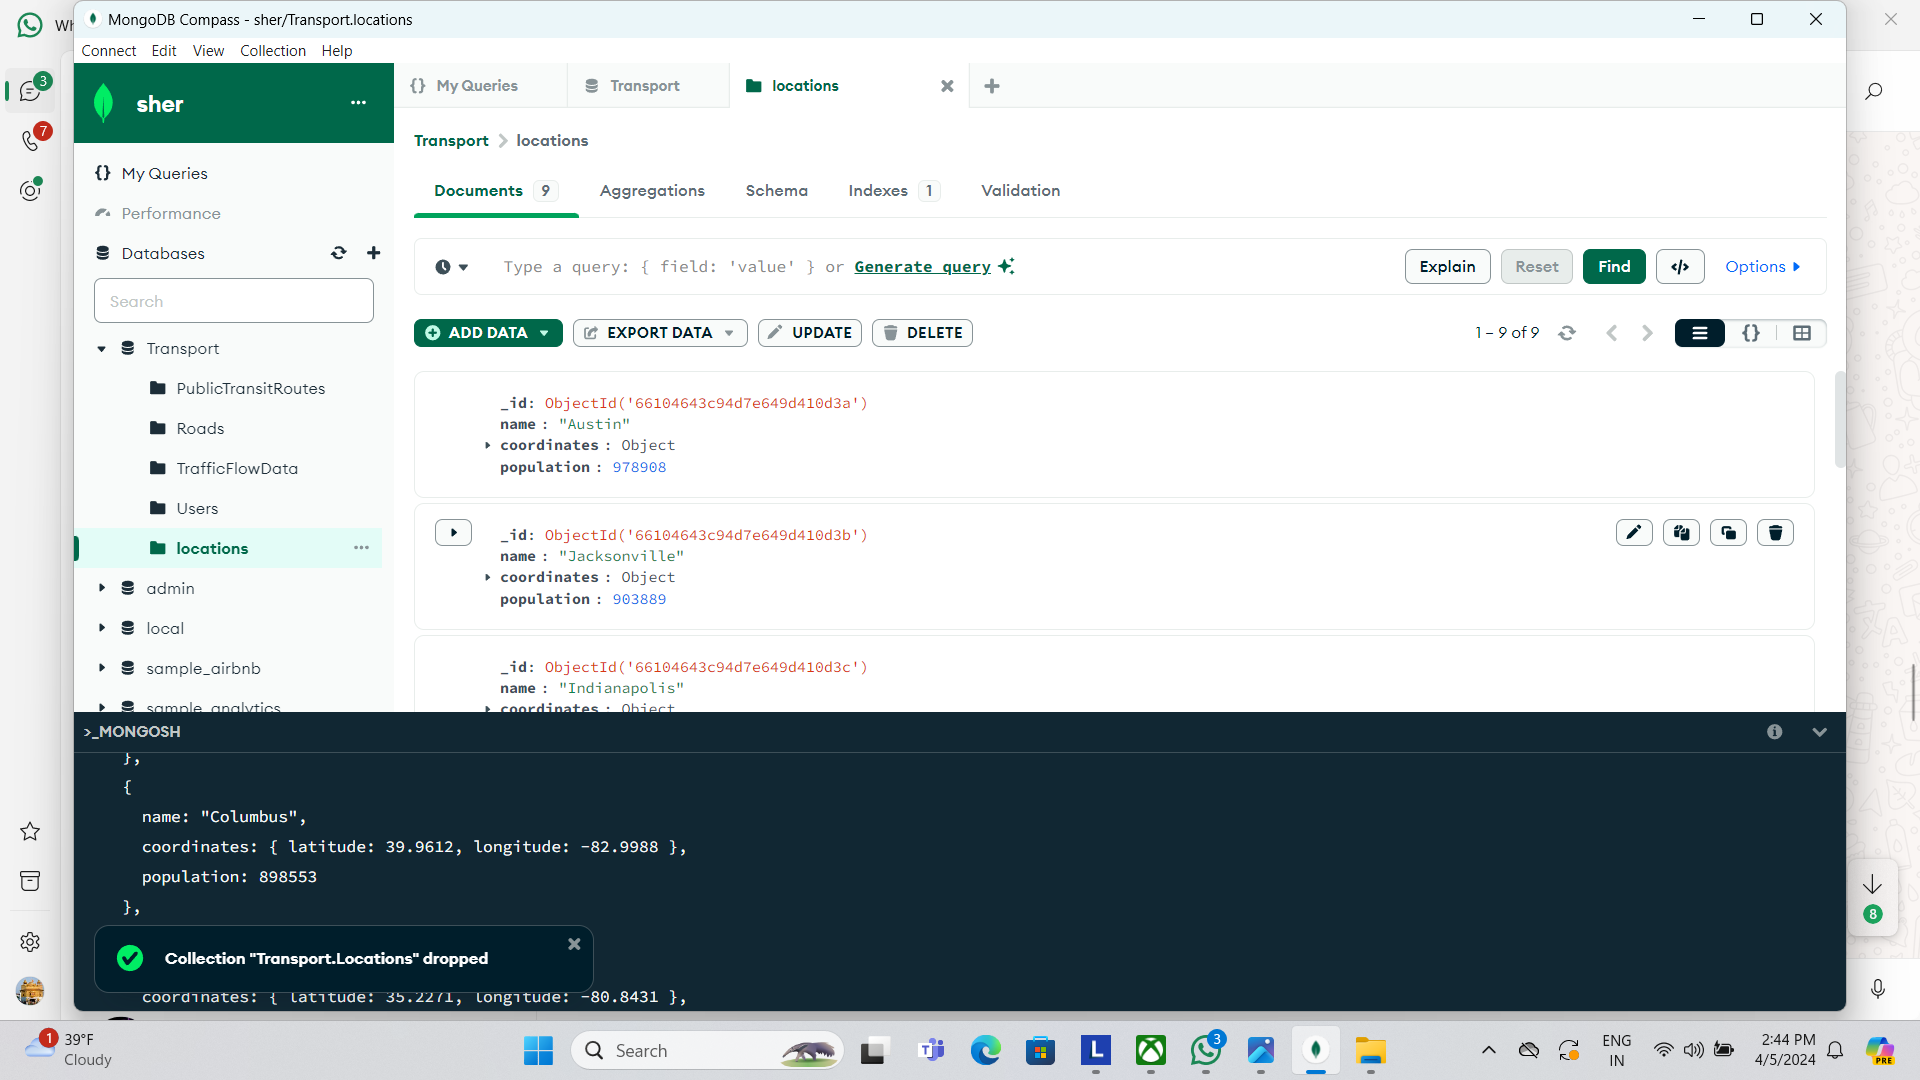 Wh
MongoDB Compass - sher/Transport.locations
Connect Edit View Collection Help
3
7
sher
{} My Queries
Transport
locations
My Queries
Performance
Databases
Search
Transport
PublicTransitRoutes
Roads
TrafficFlowData
Users
locations
admin
local
sample_airbnb
sample_analytics
Transport > locations
Documents 9 Aggregations Schema Indexes 1 Validation
Type a query: { field: 'value' } or Generate query
Explain Reset Find </> Options
ADD DATA EXPORT DATA UPDATE DELETE
1 – 9 of 9 {}
_id: ObjectId('66104643c94d7e649d410d3a')
name : "Austin"
coordinates : Object
population : 978908
_id: ObjectId('66104643c94d7e649d410d3b')
name : "Jacksonville"
coordinates : Object
population : 903889
_id: ObjectId('66104643c94d7e649d410d3c')
name : "Indianapolis"
coordinates : Object
>_MONGOSH
},
{
name: "Columbus",
coordinates: { latitude: 39.9612, longitude: -82.9988 },
population: 898553
},
Collection "Transport.Locations" dropped
coordinates: { latitude: 35.2271, longitude: -80.8431 },
8
1
39°F
Cloudy
Search
L
3
ENG
IN
2:44 PM
4/5/2024
PRE